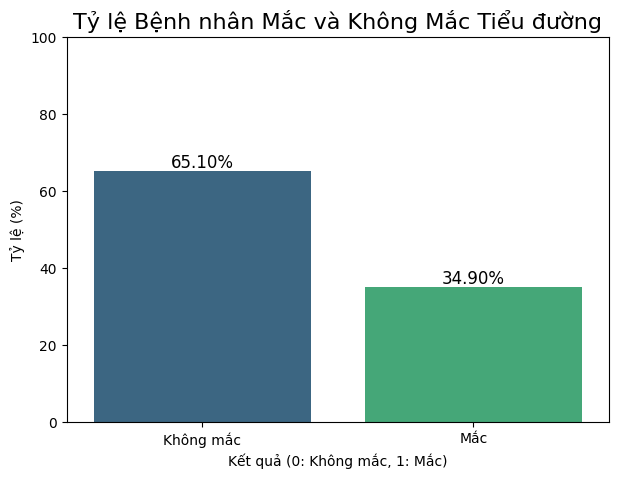 Tỷ lệ Bệnh nhân Mắc và Không Mắc Tiểu đường
100
80
60
40
20
0
Tỷ lệ (%)
65.10%
34.90%
Không mắc
Mắc
Kết quả (0: Không mắc, 1: Mắc)